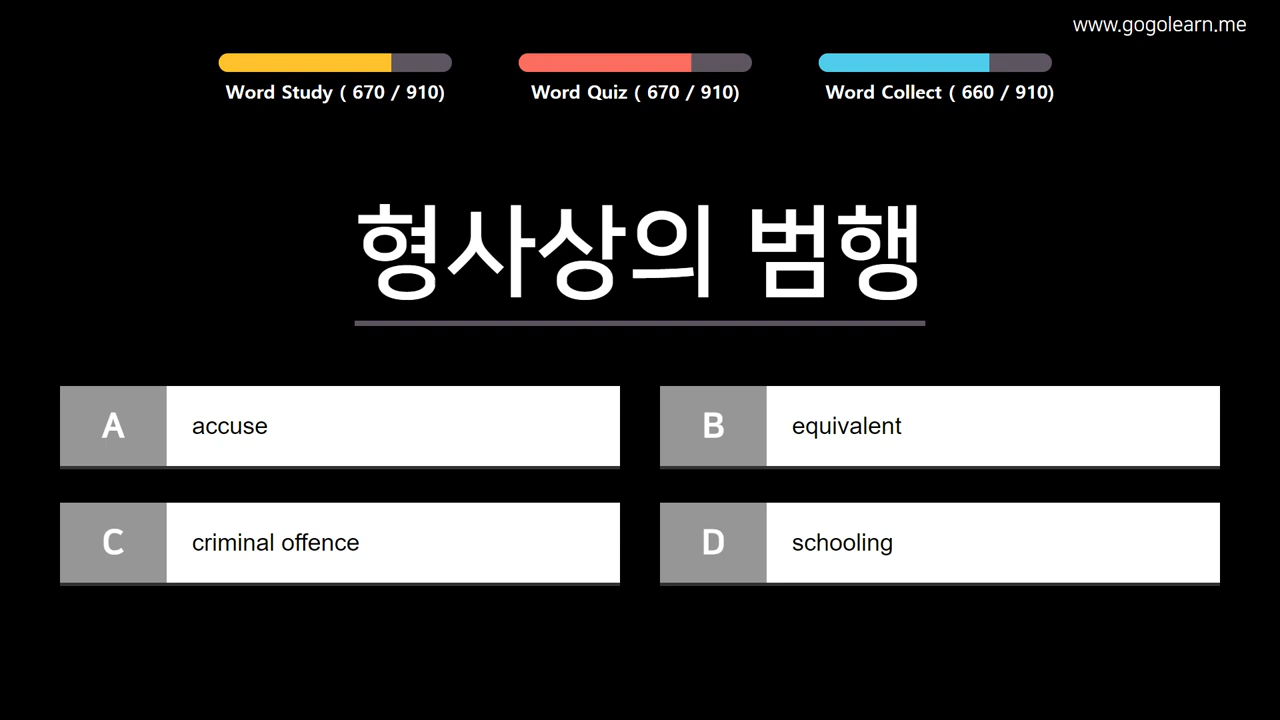 www.gogolearn.me
Word Study ( 670 / 910)
Word Quiz ( 670 / 910)
Word Collect ( 660 / 910)
형사상의 범행
A accuse
B equivalent
C criminal offence
D schooling